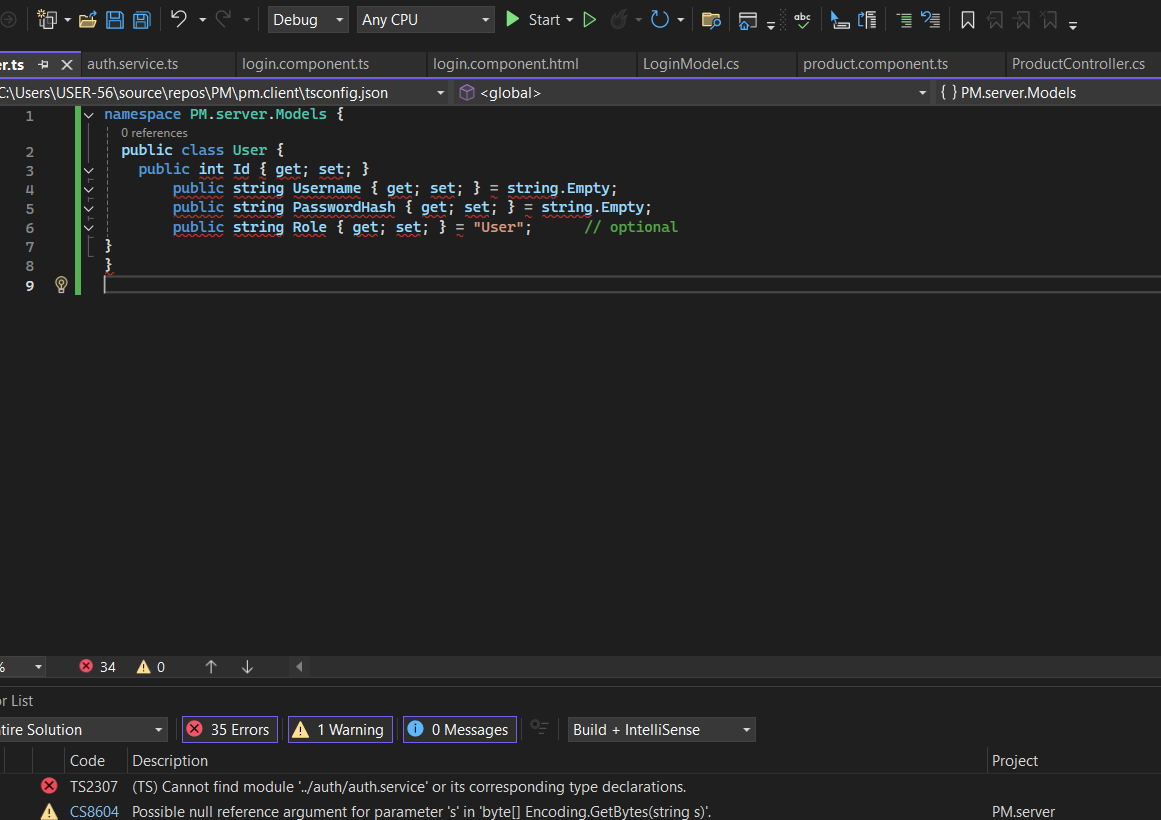 Debug Any CPU Start abc
er.ts auth.service.ts login.component.ts login.component.html LoginModel.cs product.component.ts ProductController.cs
C:\Users\USER-56\source\repos\PM\pm.client\tsconfig.json <global> { } PM.server.Models
1 namespace PM.server.Models {
0 references
2 public class User {
3 public int Id { get; set; }
4 public string Username { get; set; } = string.Empty;
5 public string PasswordHash { get; set; } = string.Empty;
6 public string Role { get; set; } = "User"; // optional
7 }
8 }
9
% 34 0
or List
tire Solution 35 Errors 1 Warning 0 Messages Build + IntelliSense
Code Description Project
TS2307 (TS) Cannot find module '../auth/auth.service' or its corresponding type declarations.
CS8604 Possible null reference argument for parameter 's' in 'byte[] Encoding.GetBytes(string s)'. PM.server